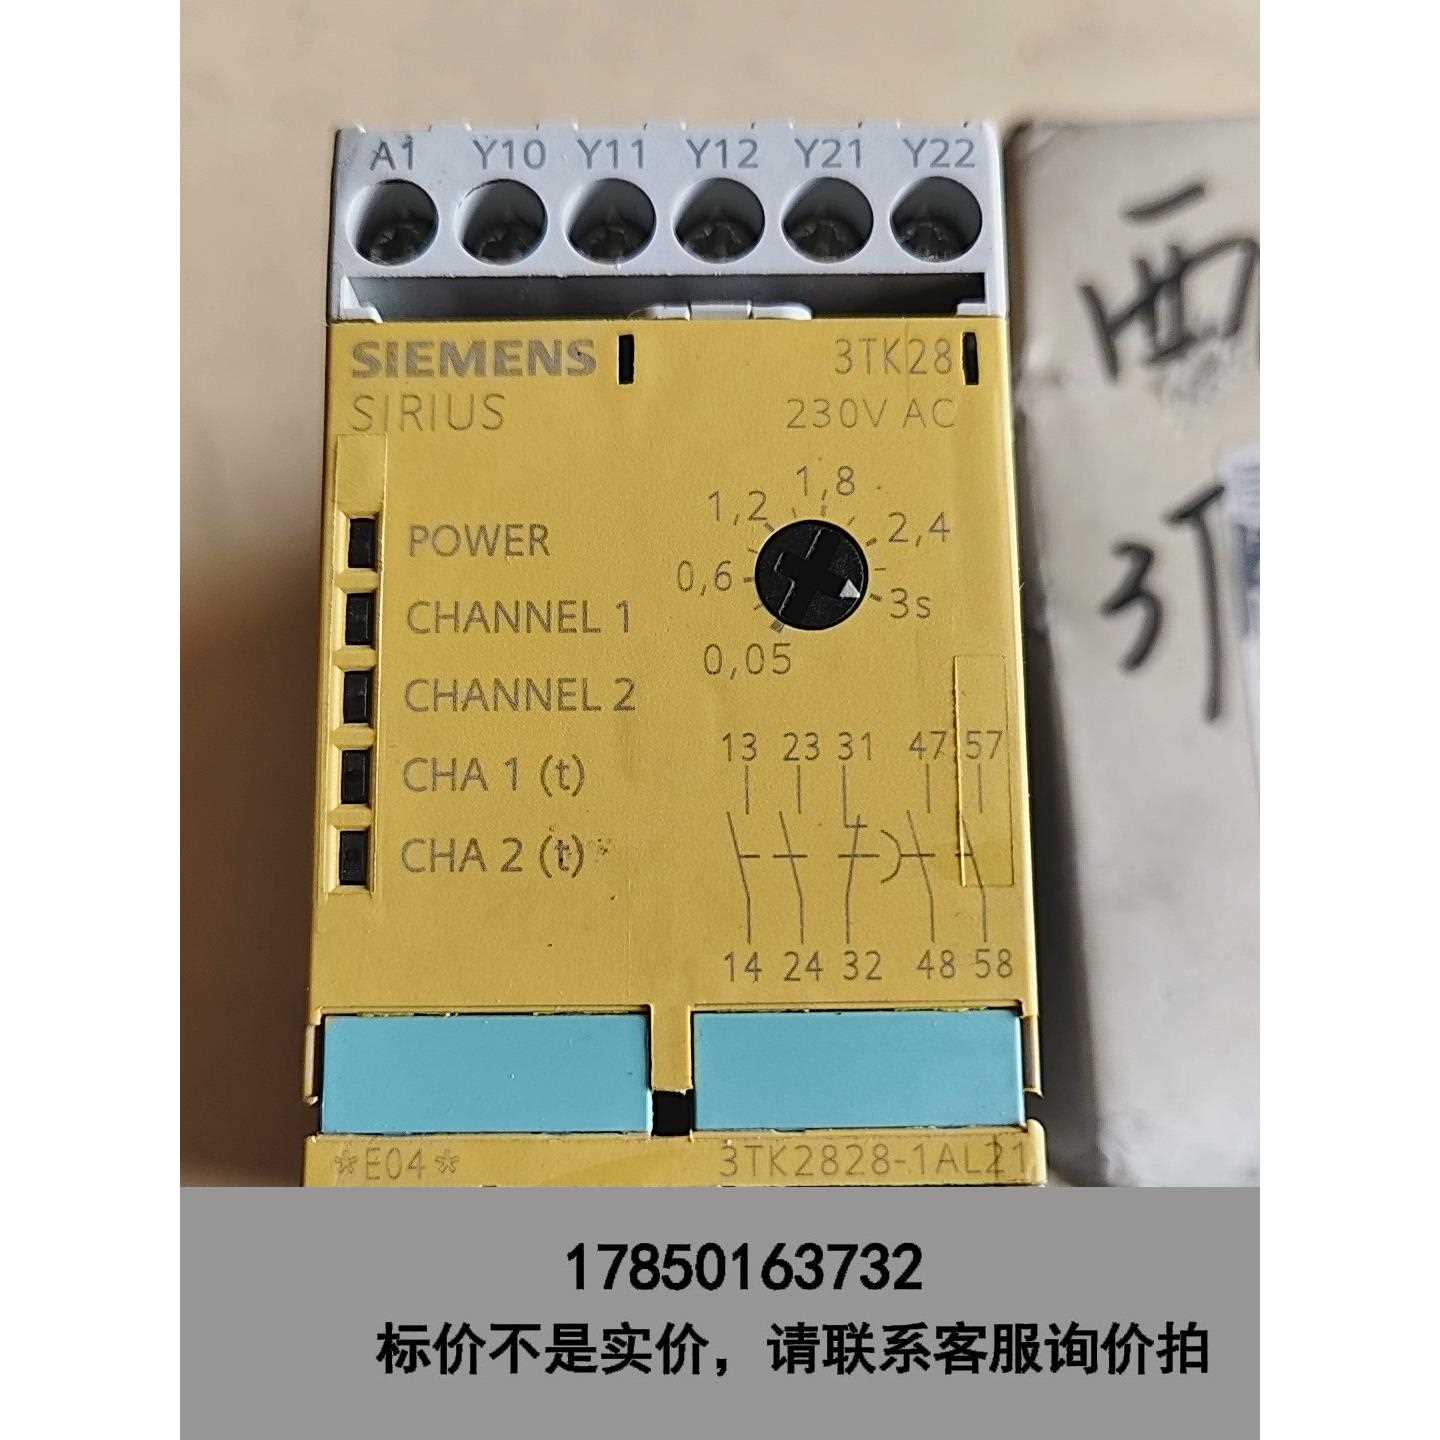 A1 Y10 Y11 Y12 Y21 Y22
SIEMENS 3TK28
SIRIUS 230V AC
1,8
1,2
2,4
POWER
0,6
3s
CHANNEL 1
0,05
CHANNEL 2
13 23 31 47 57
CHA 1 (t)
CHA 2 (t)
14 24 32 48 58
*E04* 3TK2828-1AL21
西
3T
17850163732
标价不是实价，请联系客服询价拍